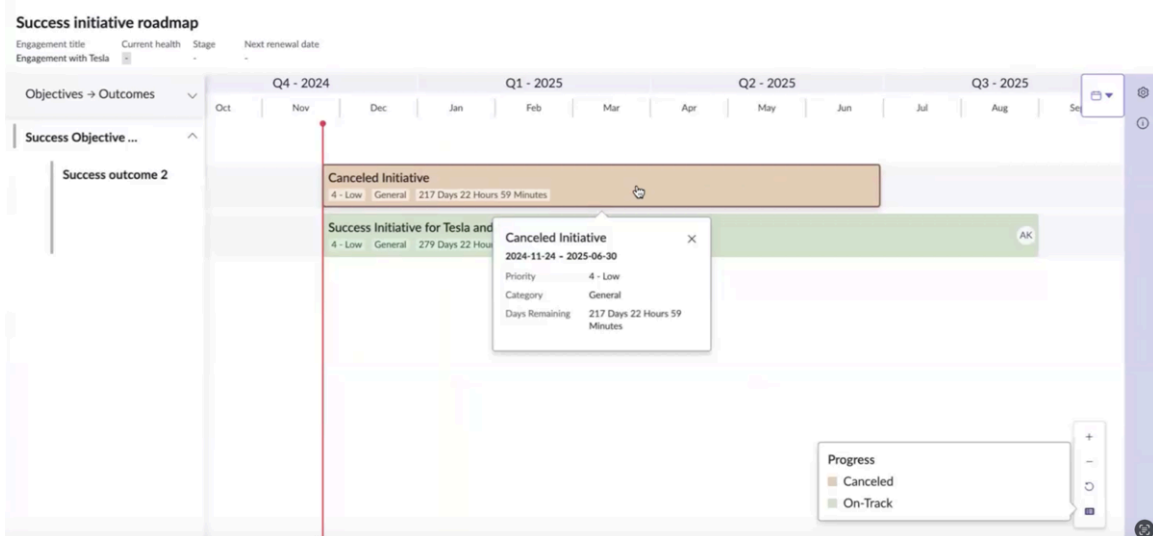 Success initiative roadmap
Engagement title Current health Stage Next renewal date
Engagement with Tesla - - -
Objectives → Outcomes
Q4 - 2024 Q1 - 2025 Q2 - 2025 Q3 - 2025
Oct Nov Dec Jan Feb Mar Apr May Jun Jul Aug
Success Objective ...
Success outcome 2
Canceled Initiative
4 - Low General 217 Days 22 Hours 59 Minutes
Success Initiative for Tesla and
4 - Low General 279 Days 22
AK
Canceled Initiative
2024-11-24 – 2025-06-30
Priority 4 - Low
Category General
Days Remaining 217 Days 22 Hours 59
Minutes
Progress
Canceled
On-Track